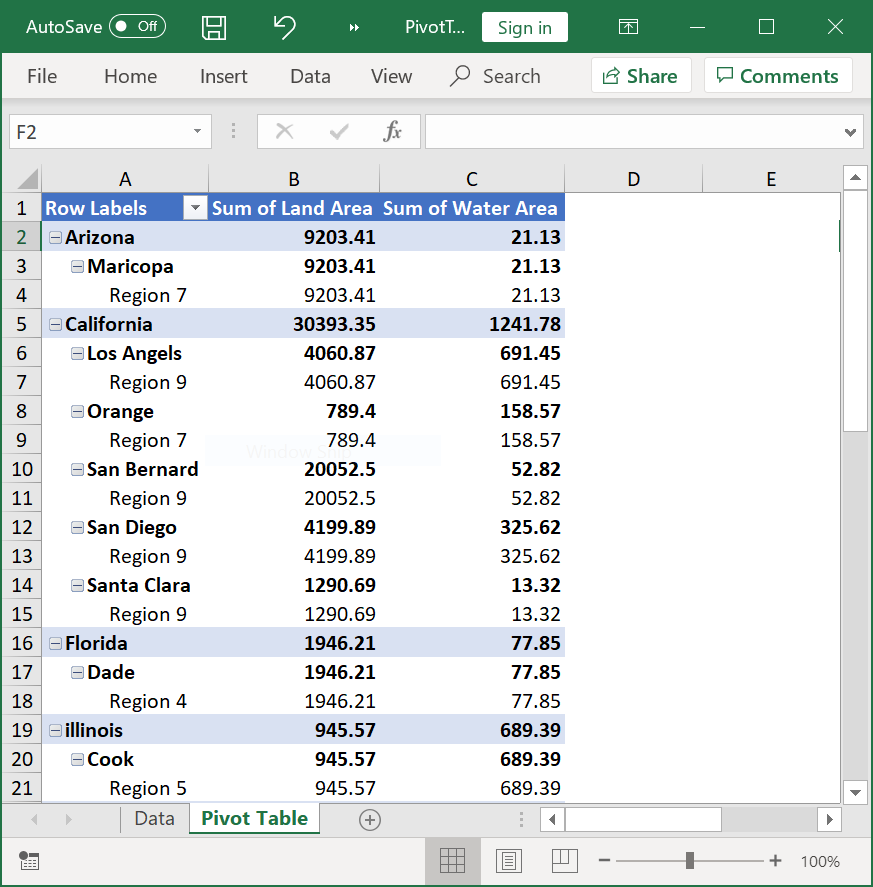 AutoSave Off PivotT... Sign in
File Home Insert Data View Search Share Comments
F2 fx
A B C D E
1 Row Labels Sum of Land Area Sum of Water Area
2 Arizona 9203.41 21.13
3 Maricopa 9203.41 21.13
4 Region 7 9203.41 21.13
5 California 30393.35 1241.78
6 Los Angels 4060.87 691.45
7 Region 9 4060.87 691.45
8 Orange 789.4 158.57
9 Region 7 789.4 158.57
10 San Bernard 20052.5 52.82
11 Region 9 20052.5 52.82
12 San Diego 4199.89 325.62
13 Region 9 4199.89 325.62
14 Santa Clara 1290.69 13.32
15 Region 9 1290.69 13.32
16 Florida 1946.21 77.85
17 Dade 1946.21 77.85
18 Region 4 1946.21 77.85
19 illinois 945.57 689.39
20 Cook 945.57 689.39
21 Region 5 945.57 689.39
Data Pivot Table
100%